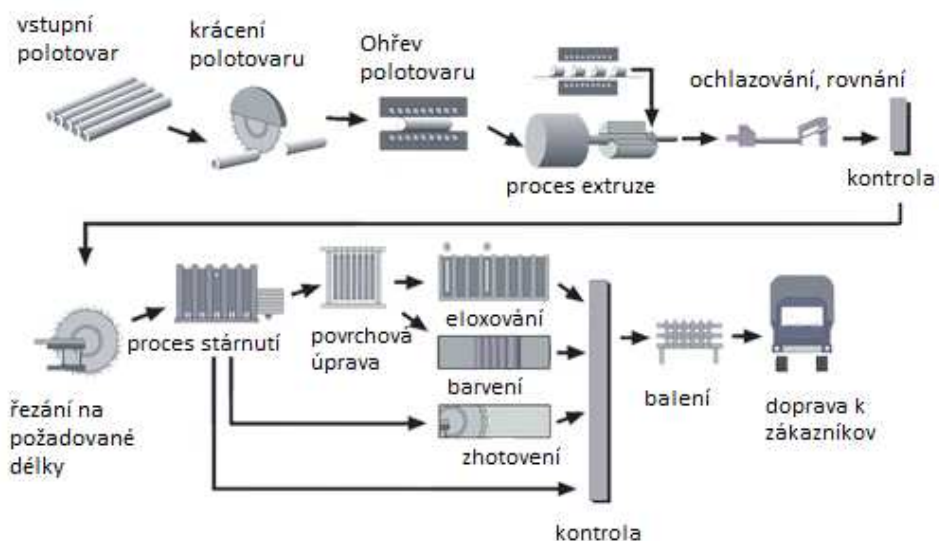 vstupní
polotovar
krácení
polotovaru
Ohřev
polotovaru
proces extruze
ochlazování, rovnání
kontrola
řezání na
požadované
délky
proces stárnutí
povrchová
úprava
eloxování
barvení
zhotovení
kontrola
balení
doprava k
zákazníkov